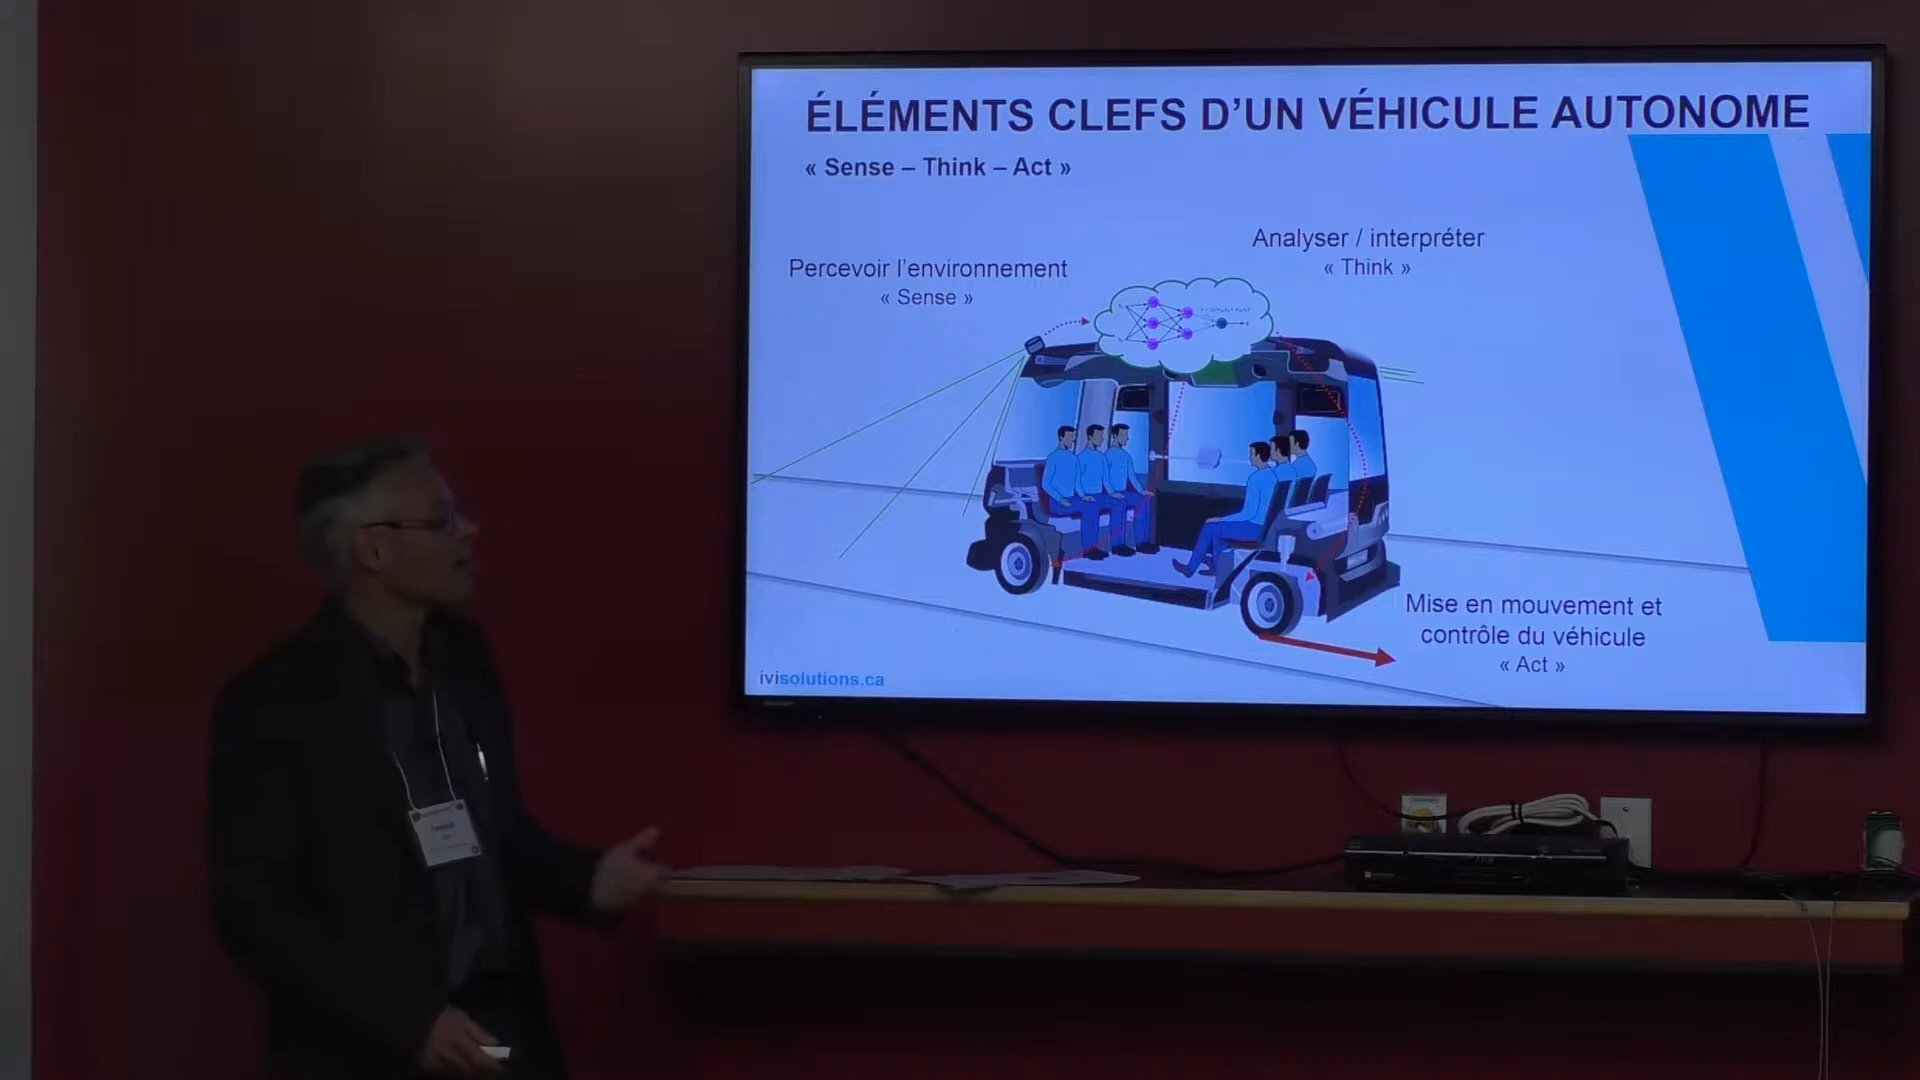 ÉLÉMENTS CLEFS D’UN VÉHICULE AUTONOME
« Sense – Think – Act »
Analyser / interpréter
« Think »
Percevoir l’environnement
« Sense »
Mise en mouvement et
contrôle du véhicule
« Act »
ivisolutions.ca